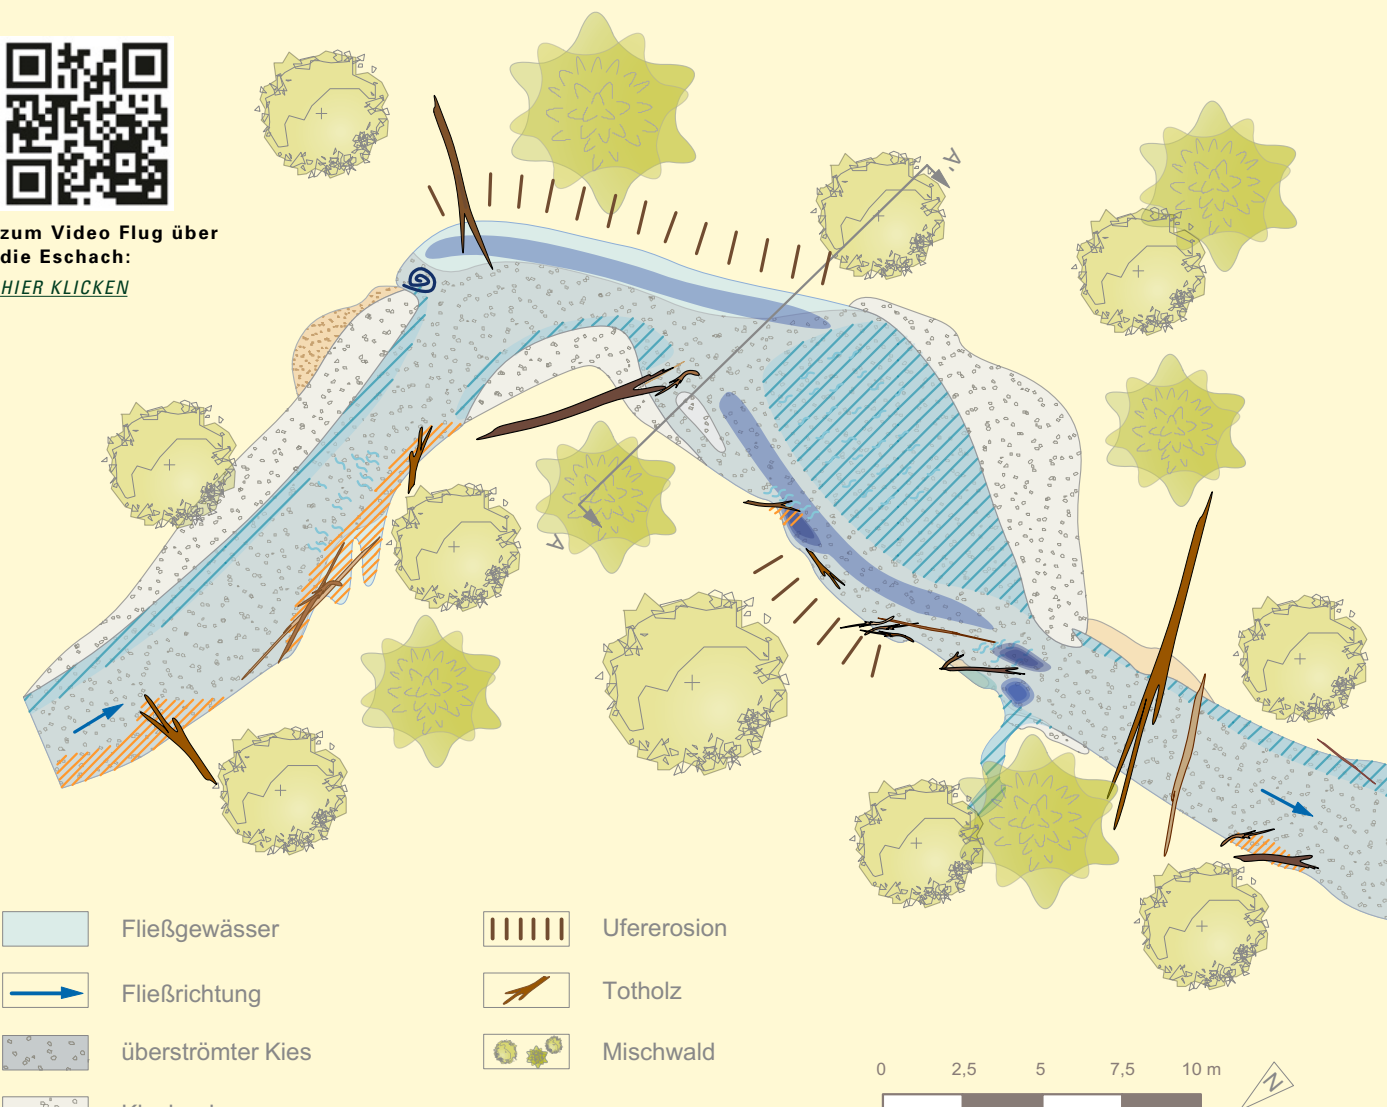 zum Video Flug über
die Eschach:
HIER KLICKEN
A'
A
Fließgewässer
Fließrichtung
überströmter Kies
Ufererosion
Totholz
Mischwald
0 2,5 5 7,5 10 m
N